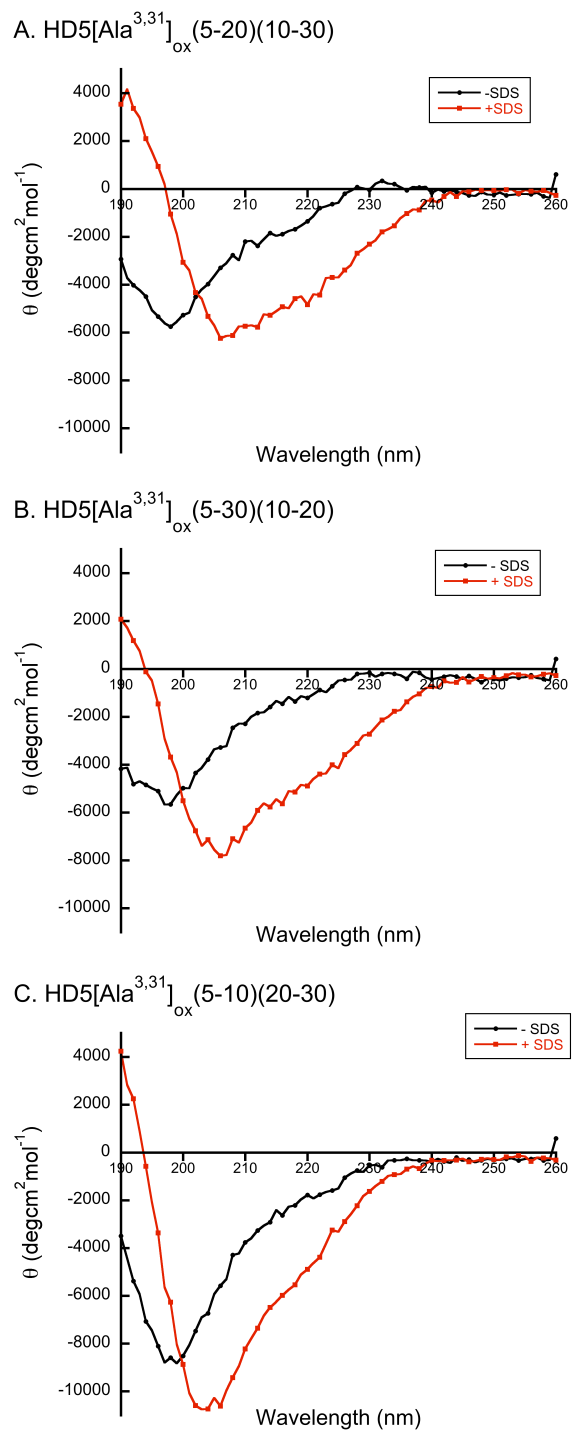 A. HD5[Ala3,31]ox(5-20)(10-30)
-SDS
+SDS
4000
2000
0
-2000
-4000
-6000
-8000
-10000
190 200 210 220 230 240 250 260
θ (degcm2mol-1)
Wavelength (nm)
B. HD5[Ala3,31]ox(5-30)(10-20)
- SDS
+ SDS
4000
2000
0
-2000
-4000
-6000
-8000
-10000
190 200 210 220 230 240 250 260
θ (degcm2mol-1)
Wavelength (nm)
C. HD5[Ala3,31]ox(5-10)(20-30)
- SDS
+ SDS
4000
2000
0
-2000
-4000
-6000
-8000
-10000
190 200 210 220 230 240 250 260
θ (degcm2mol-1)
Wavelength (nm)